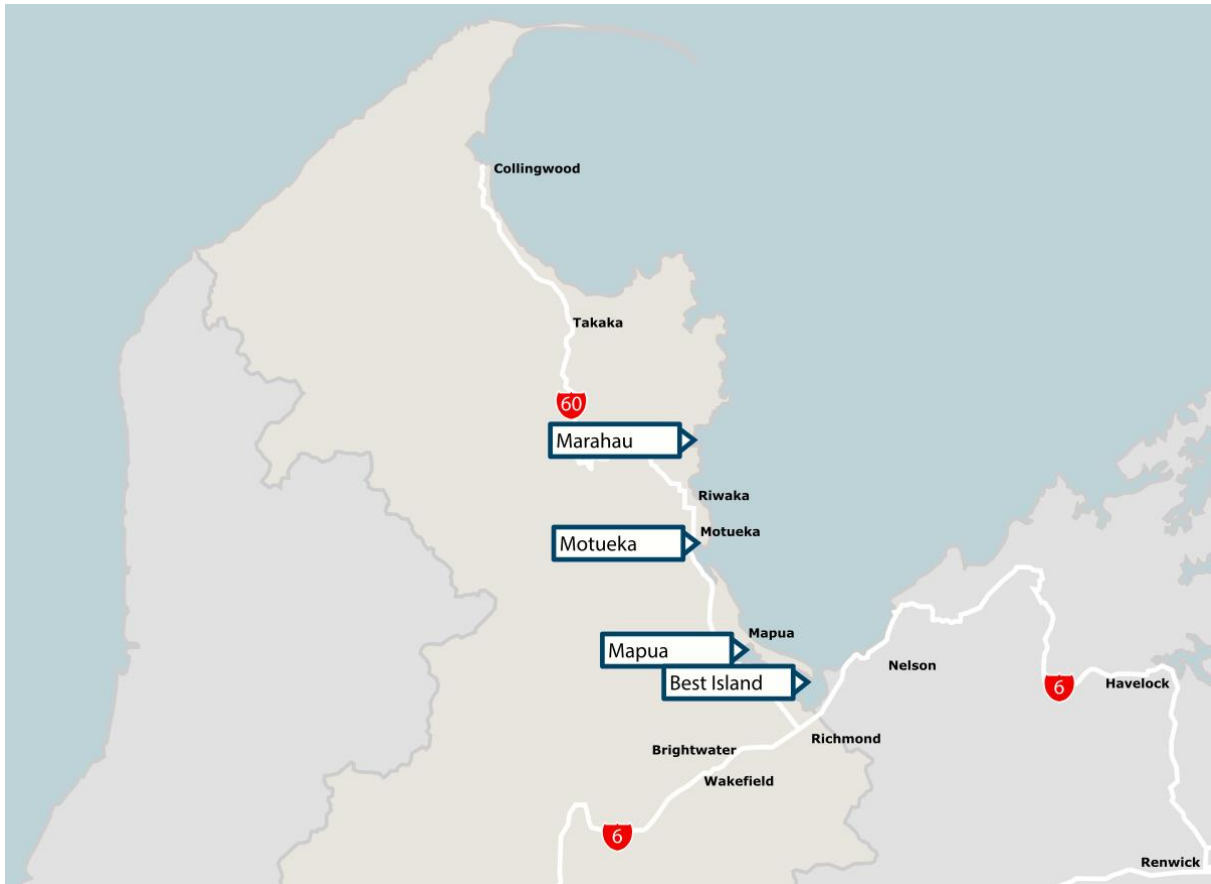 Collingwood
Takaka
60
Marahau
Riwaka
Motueka
Motueka
Mapua
Mapua
Best Island
Nelson
6
Havelock
Richmond
Brightwater
Wakefield
6
Renwick